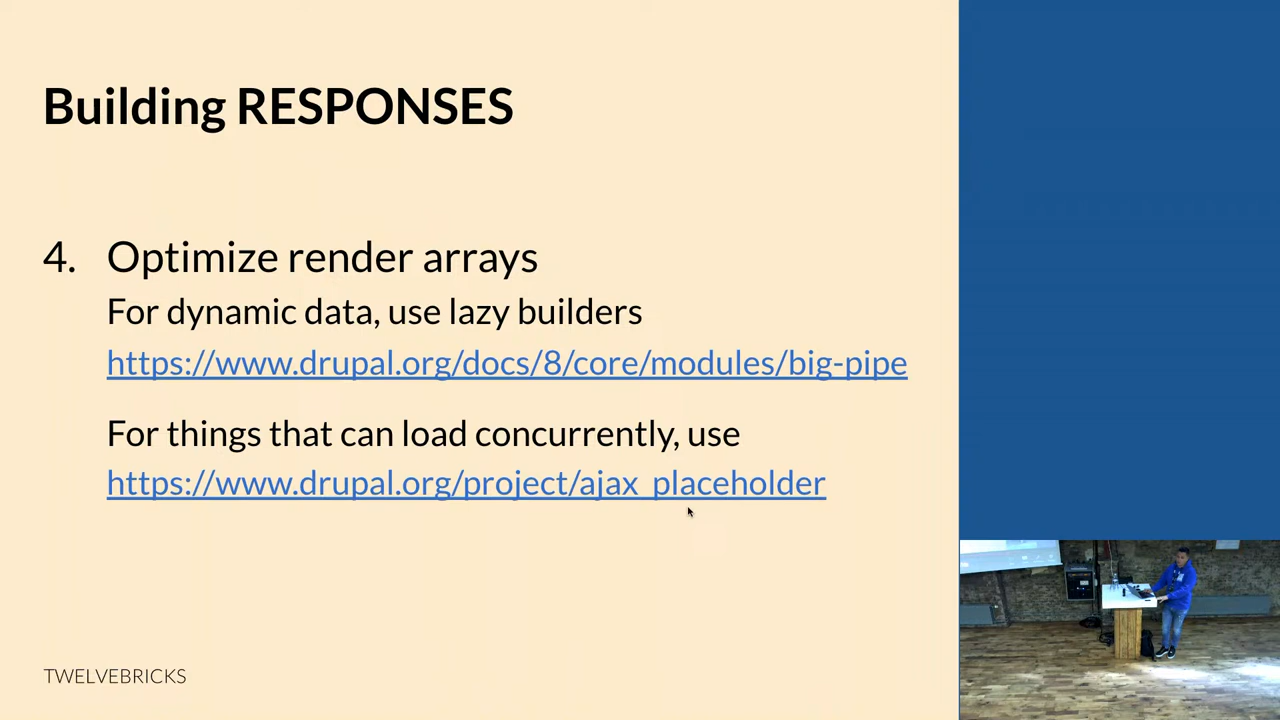 Building RESPONSES
4. Optimize render arrays
For dynamic data, use lazy builders
https://www.drupal.org/docs/8/core/modules/big-pipe
For things that can load concurrently, use
https://www.drupal.org/project/ajax_placeholder
TWELVEBRICKS